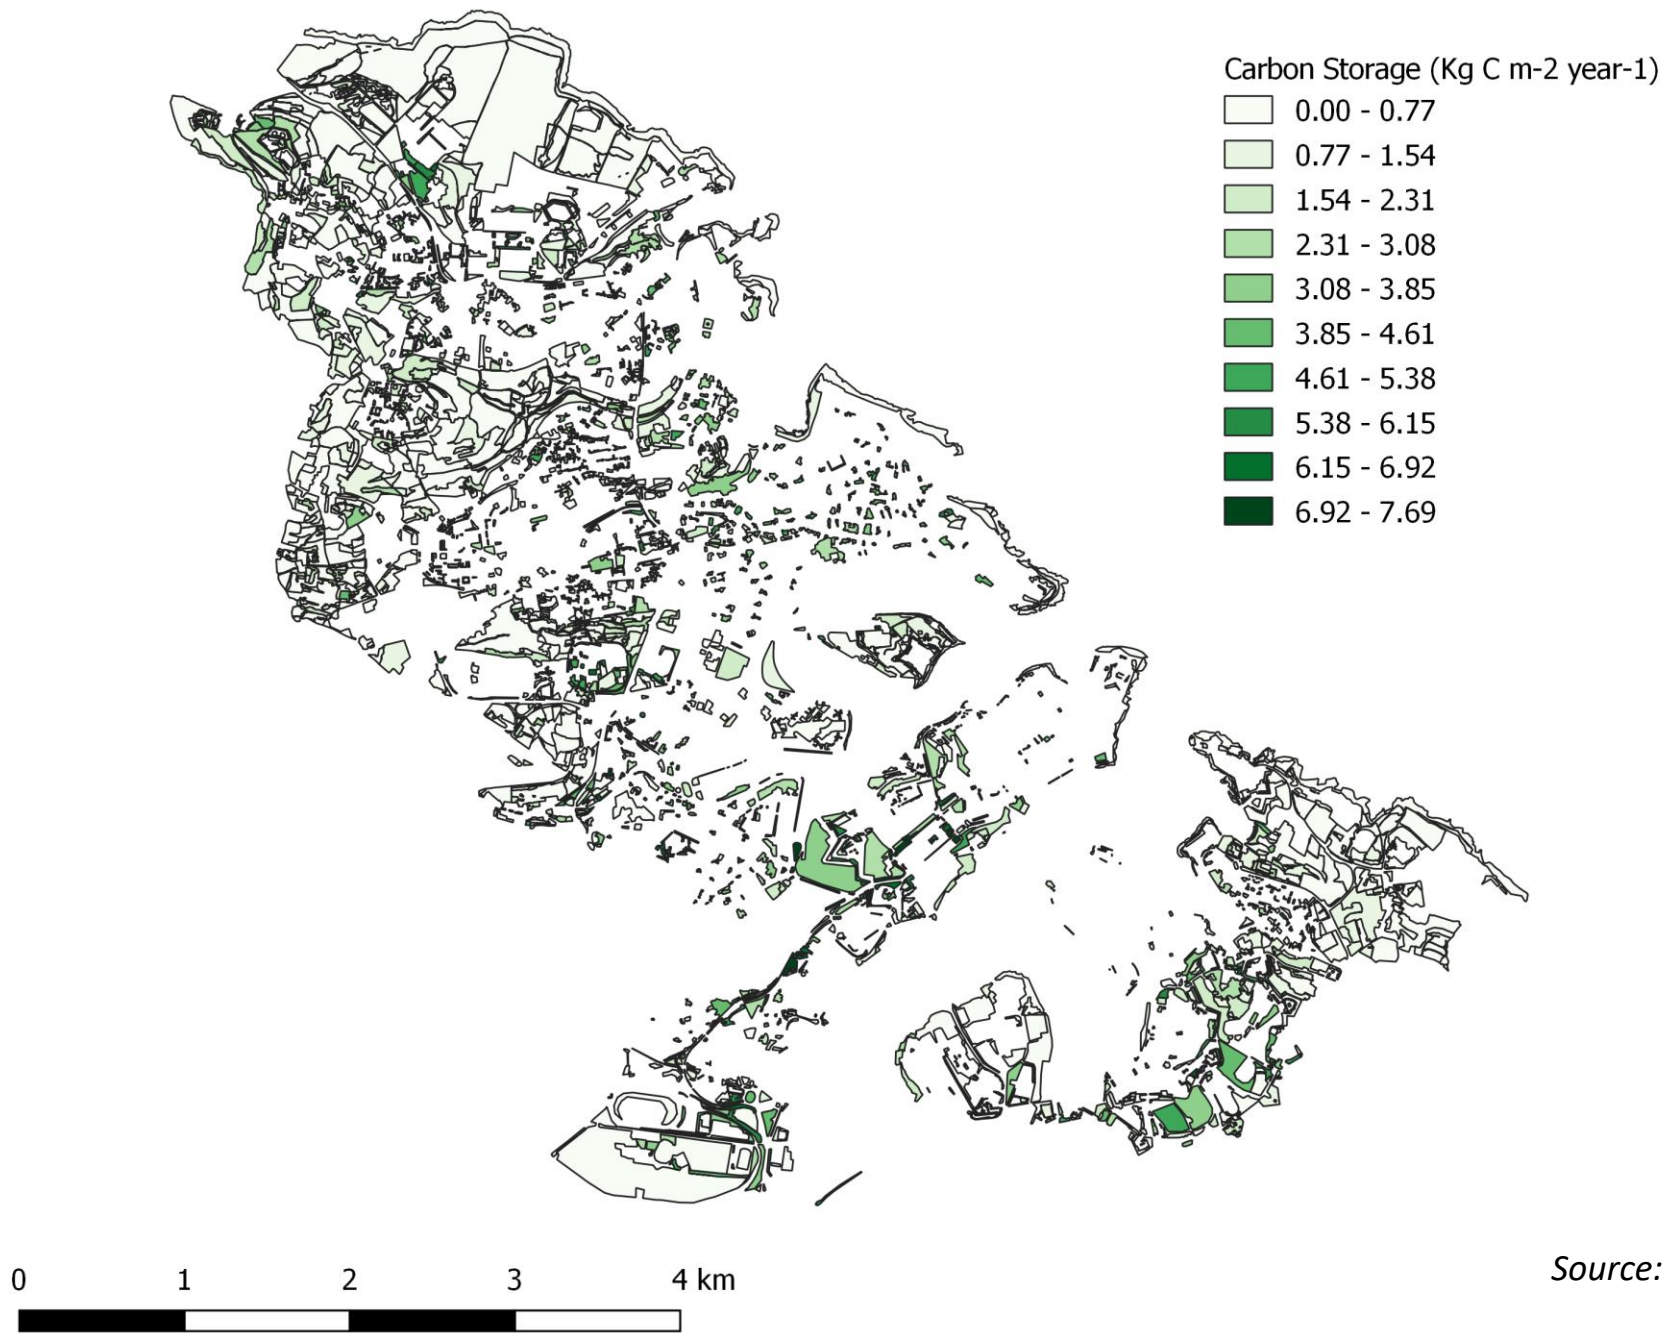 Carbon Storage (Kg C m-2 year-1)
0.00 - 0.77
0.77 - 1.54
1.54 - 2.31
2.31 - 3.08
3.08 - 3.85
3.85 - 4.61
4.61 - 5.38
5.38 - 6.15
6.15 - 6.92
6.92 - 7.69
0 1 2 3 4 km
Source: